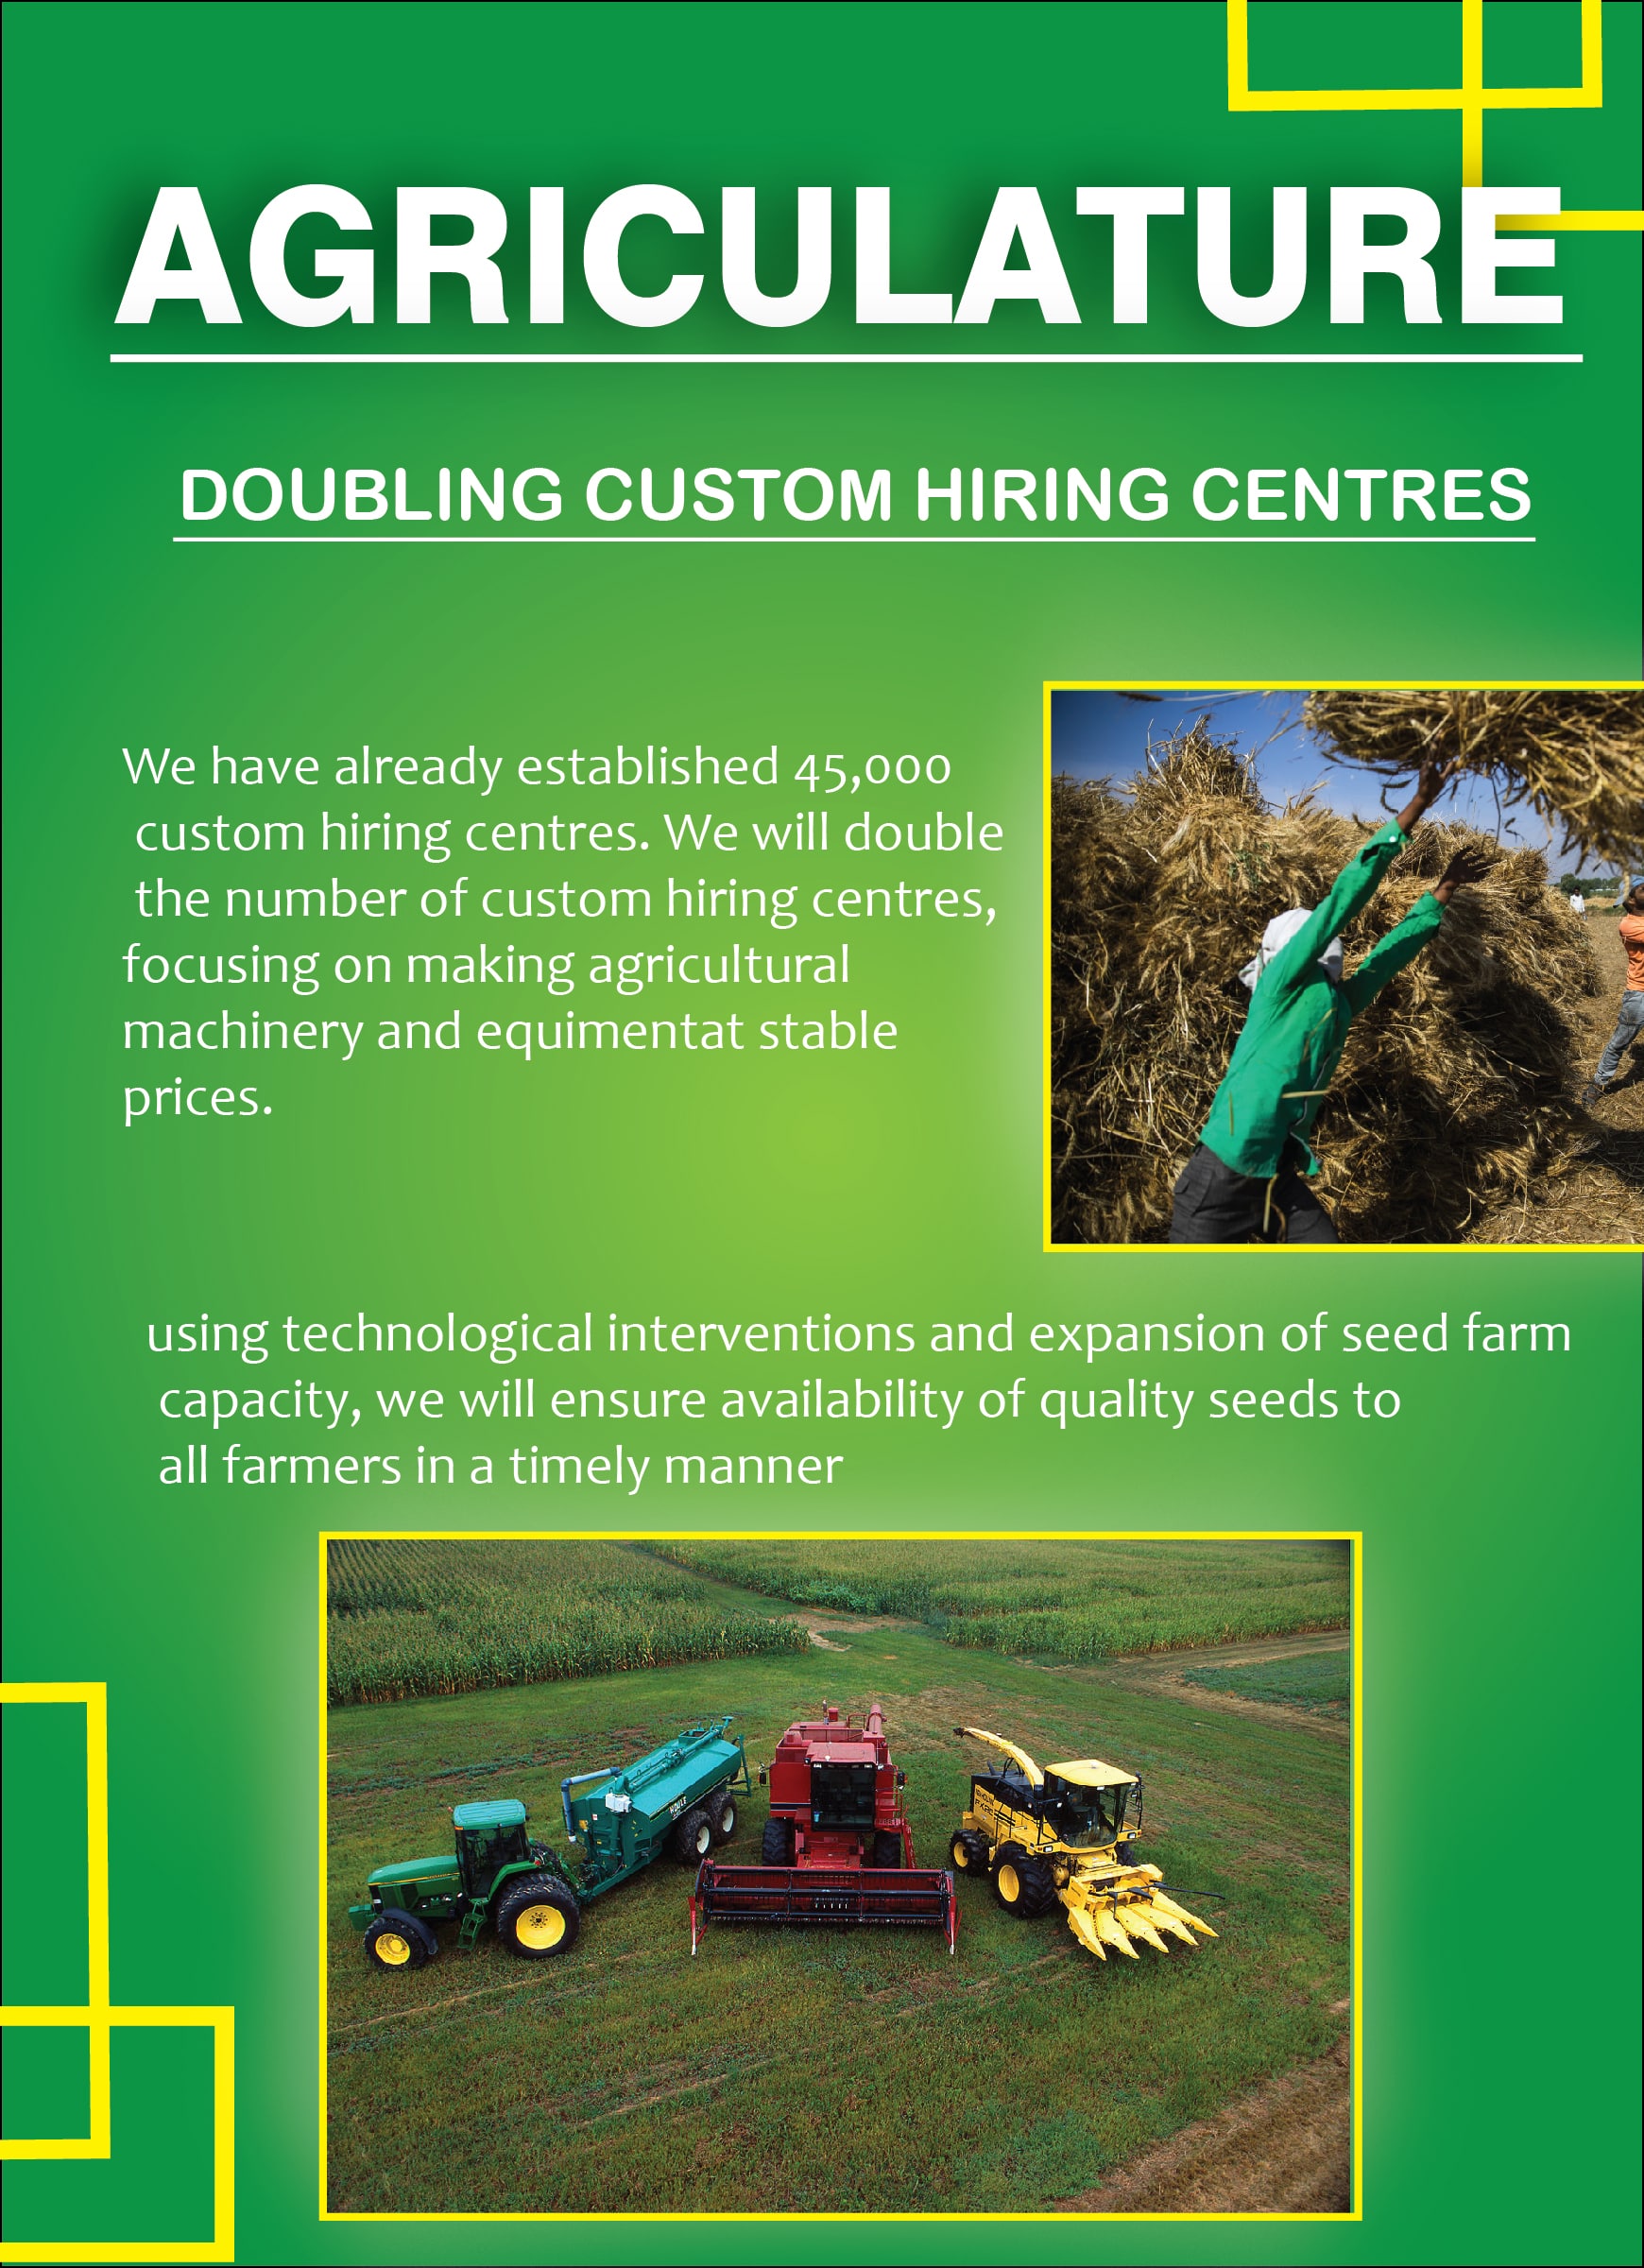 AGRICULATURE
DOUBLING CUSTOM HIRING CENTRES
We have already established 45,000
custom hiring centres. We will double
the number of custom hiring centres,
focusing on making agricultural
machinery and equimentat stable
prices.
using technological interventions and expansion of seed farm
capacity, we will ensure availability of quality seeds to
all farmers in a timely manner
HOULE